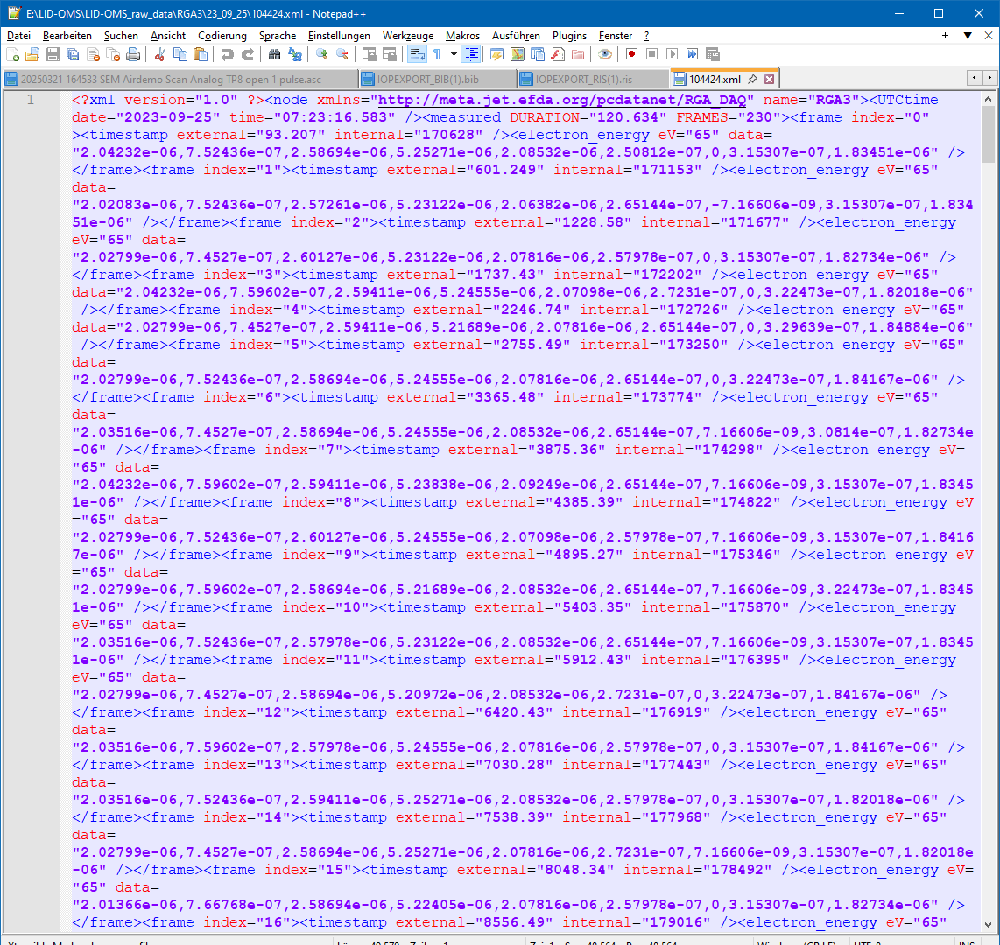 E:\LID-QMS\LID-QMS_raw_data\RGA3\23_09_25\104424.xml - Notepad++
Datei Bearbeiten Suchen Ansicht Codierung Sprache Einstellungen Werkzeuge Makros Ausführen Plugins Fenster ?
20250321 164533 SEM Airdemo Scan Analog TP8 open 1 pulse.asc IOPEXPORT_BIB(1).bib IOPEXPORT_RIS(1).ris 104424.xml
1 <?xml version="1.0" ?><node xmlns="http://meta.jet.efda.org/pcdatanet/RGA_DAQ" name="RGA3"><UTCtime
date="2023-09-25" time="07:23:16.583" /><measured DURATION="120.634" FRAMES="230"><frame index="0"
><timestamp external="93.207" internal="170628" /><electron_energy eV="65" data=
"2.04232e-06,7.52436e-07,2.58694e-06,5.25271e-06,2.08532e-06,2.50812e-07,0,3.15307e-07,1.83451e-06" />
</frame><frame index="1"><timestamp external="601.249" internal="171153" /><electron_energy eV="65"
data=
"2.02083e-06,7.52436e-07,2.57261e-06,5.23122e-06,2.06382e-06,2.65144e-07,-7.16606e-09,3.15307e-07,1.834
51e-06" /></frame><frame index="2"><timestamp external="1228.58" internal="171677" /><electron_energy
eV="65" data=
"2.02799e-06,7.4527e-07,2.60127e-06,5.23122e-06,2.07816e-06,2.57978e-07,0,3.15307e-07,1.82734e-06" />
</frame><frame index="3"><timestamp external="1737.43" internal="172202" /><electron_energy eV="65"
data="2.04232e-06,7.59602e-07,2.59411e-06,5.24555e-06,2.07098e-06,2.7231e-07,0,3.22473e-07,1.82018e-06"
/></frame><frame index="4"><timestamp external="2246.74" internal="172726" /><electron_energy eV="65"
data="2.02799e-06,7.4527e-07,2.59411e-06,5.21689e-06,2.07816e-06,2.65144e-07,0,3.29639e-07,1.84884e-06"
/></frame><frame index="5"><timestamp external="2755.49" internal="173250" /><electron_energy eV="65"
data=
"2.02799e-06,7.52436e-07,2.58694e-06,5.24555e-06,2.07816e-06,2.65144e-07,0,3.22473e-07,1.84167e-06" />
</frame><frame index="6"><timestamp external="3365.48" internal="173774" /><electron_energy eV="65"
data=
"2.03516e-06,7.4527e-07,2.58694e-06,5.24555e-06,2.08532e-06,2.65144e-07,7.16606e-09,3.0814e-07,1.82734e
-06" /></frame><frame index="7"><timestamp external="3875.36" internal="174298" /><electron_energy eV=
"65" data=
"2.04232e-06,7.59602e-07,2.59411e-06,5.23838e-06,2.09249e-06,2.65144e-07,7.16606e-09,3.15307e-07,1.8345
1e-06" /></frame><frame index="8"><timestamp external="4385.39" internal="174822" /><electron_energy eV
="65" data=
"2.02799e-06,7.52436e-07,2.60127e-06,5.24555e-06,2.07098e-06,2.57978e-07,7.16606e-09,3.15307e-07,1.8416
7e-06" /></frame><frame index="9"><timestamp external="4895.27" internal="175346" /><electron_energy eV
="65" data=
"2.02799e-06,7.59602e-07,2.58694e-06,5.21689e-06,2.08532e-06,2.65144e-07,7.16606e-09,3.22473e-07,1.8345
1e-06" /></frame><frame index="10"><timestamp external="5403.35" internal="175870" /><electron_energy
eV="65" data=
"2.03516e-06,7.52436e-07,2.57978e-06,5.23122e-06,2.08532e-06,2.65144e-07,7.16606e-09,3.15307e-07,1.8345
1e-06" /></frame><frame index="11"><timestamp external="5912.43" internal="176395" /><electron_energy
eV="65" data=
"2.02799e-06,7.4527e-07,2.58694e-06,5.20972e-06,2.08532e-06,2.7231e-07,0,3.22473e-07,1.84167e-06" />
</frame><frame index="12"><timestamp external="6420.43" internal="176919" /><electron_energy eV="65"
data=
"2.03516e-06,7.59602e-07,2.57978e-06,5.24555e-06,2.07816e-06,2.57978e-07,0,3.15307e-07,1.84167e-06" />
</frame><frame index="13"><timestamp external="7030.28" internal="177443" /><electron_energy eV="65"
data=
"2.03516e-06,7.52436e-07,2.59411e-06,5.25271e-06,2.08532e-06,2.57978e-07,0,3.15307e-07,1.82018e-06" />
</frame><frame index="14"><timestamp external="7538.39" internal="177968" /><electron_energy eV="65"
data=
"2.02799e-06,7.4527e-07,2.58694e-06,5.25271e-06,2.07816e-06,2.7231e-07,7.16606e-09,3.15307e-07,1.82018e
-06" /></frame><frame index="15"><timestamp external="8048.34" internal="178492" /><electron_energy eV=
"65" data=
"2.01366e-06,7.66768e-07,2.58694e-06,5.22405e-06,2.07816e-06,2.57978e-07,0,3.15307e-07,1.82734e-06" />
</frame><frame index="16"><timestamp external="8556.49" internal="179016" /><electron_energy eV="65"